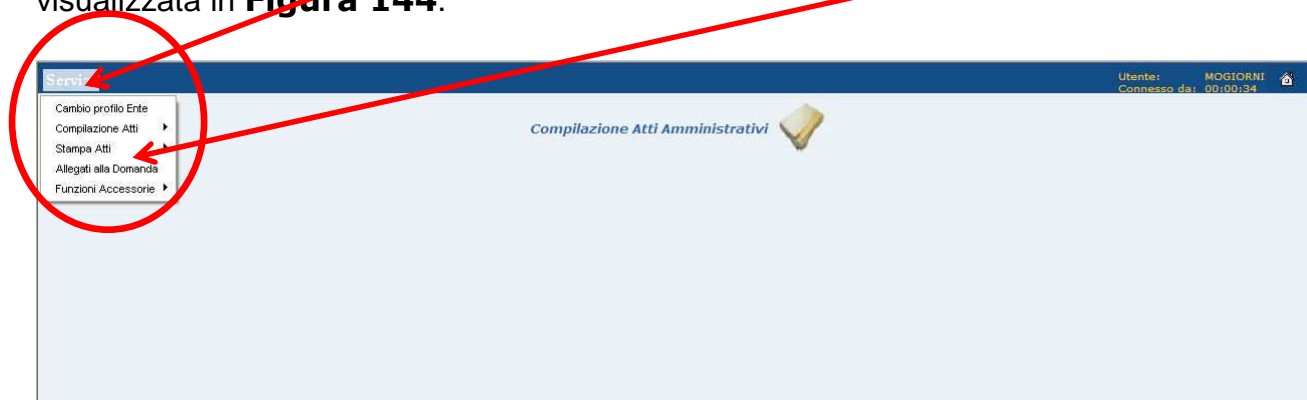 visualizzata in Figura 144.
Utente: MOGIORNI
Connesso da: 00:00:34
Cambio profilo Ente
Compilazione Atti
Stampa Atti
Allegati alla Domanda
Funzioni Accessorie
Compilazione Atti Amministrativi